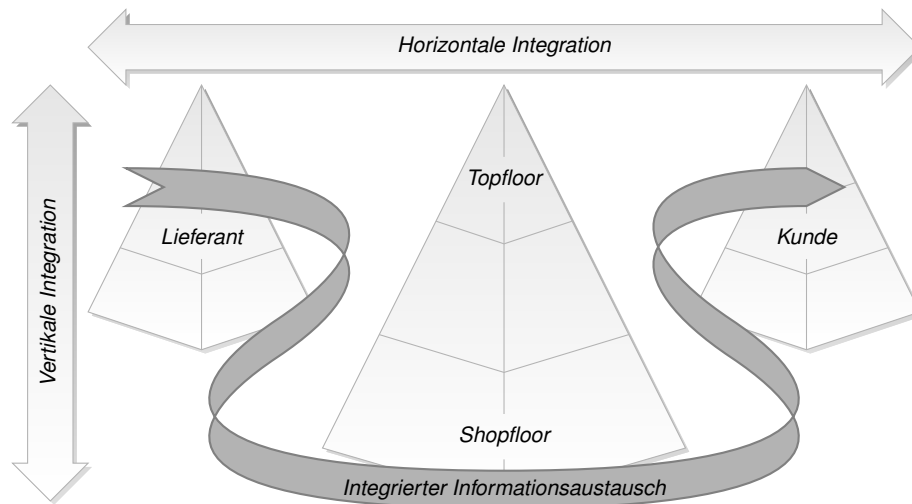 Horizontale Integration
Vertikale Integration
Topfloor
Lieferant
Kunde
Shopfloor
Integrierter Informationsaustausch